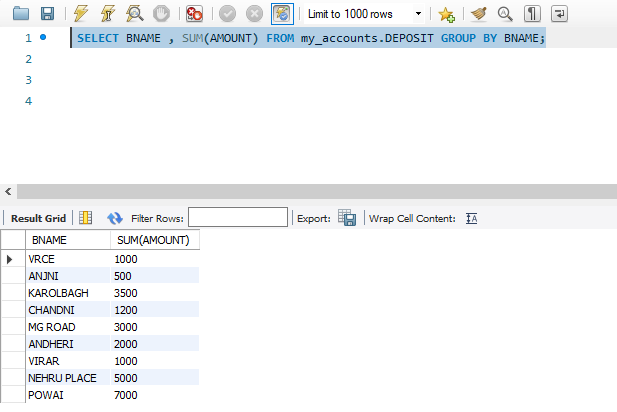 Limit to 1000 rows
1 SELECT BNAME , SUM(AMOUNT) FROM my_accounts.DEPOSIT GROUP BY BNAME;
2
3
4
Result Grid Filter Rows: Export: Wrap Cell Content: IA
BNAME SUM(AMOUNT)
VRCE 1000
ANJNI 500
KAROLBAGH 3500
CHANDNI 1200
MG ROAD 3000
ANDHERI 2000
VIRAR 1000
NEHRU PLACE 5000
POWAI 7000